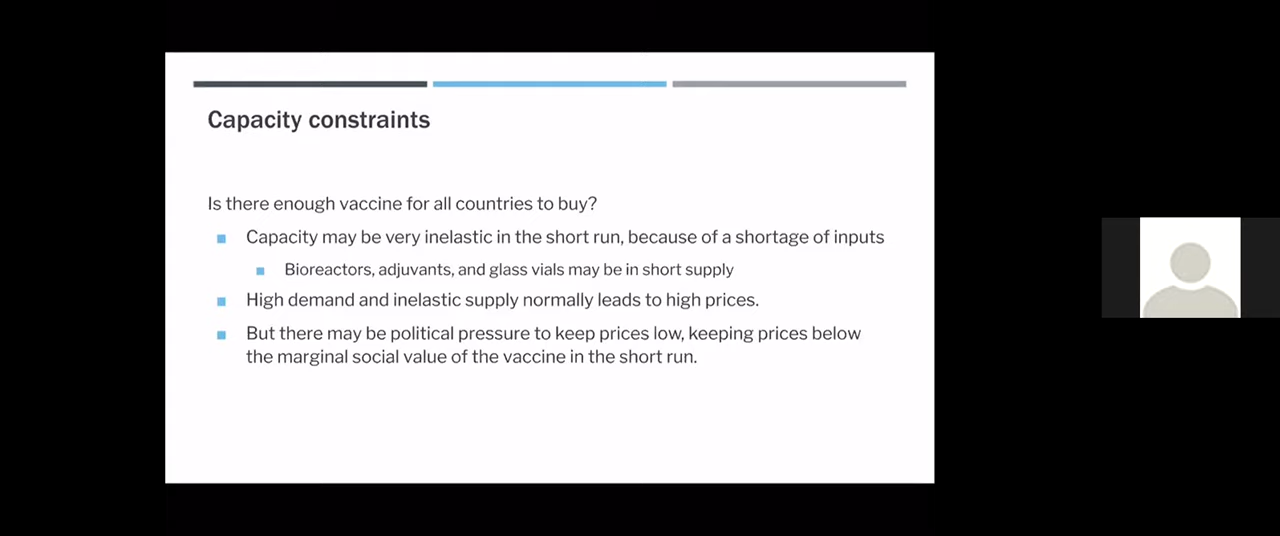 Capacity constraints
Is there enough vaccine for all countries to buy?
Capacity may be very inelastic in the short run, because of a shortage of inputs
Bioreactors, adjuvants, and glass vials may be in short supply
High demand and inelastic supply normally leads to high prices.
But there may be political pressure to keep prices low, keeping prices below
the marginal social value of the vaccine in the short run.